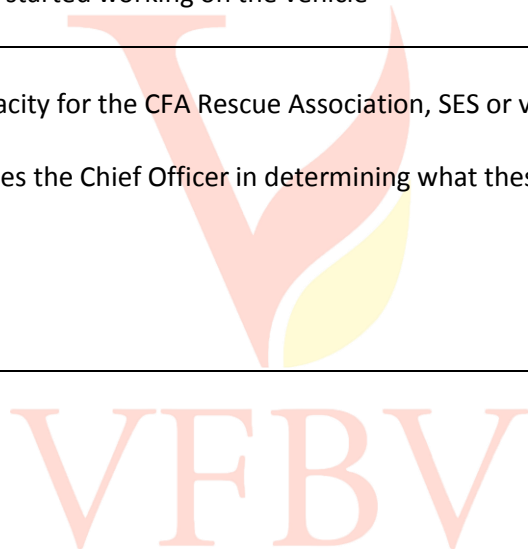 started working on the vehicle
acity for the CFA Rescue Association, SES or v
es the Chief Officer in determining what thes
VFBV